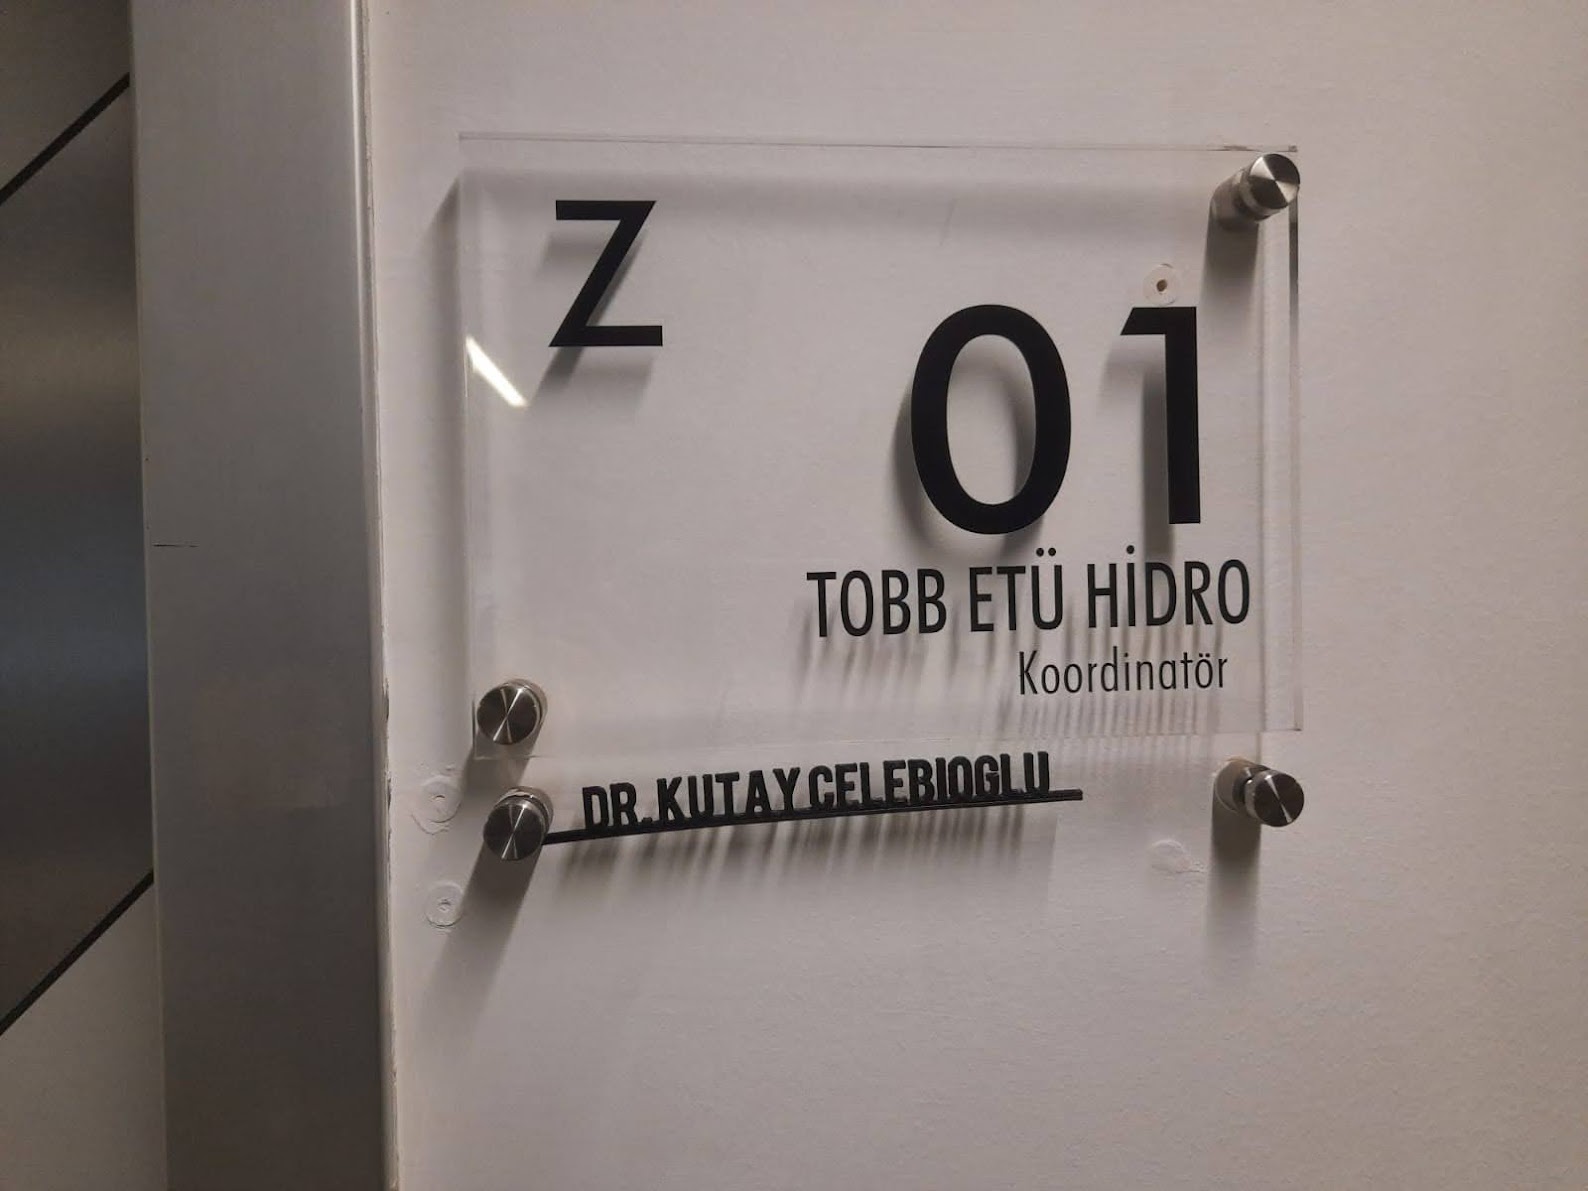 Z
01
TOBB ETÜ HİDRO
Koordinatör
DR. KUTAY CELEBIOGLU